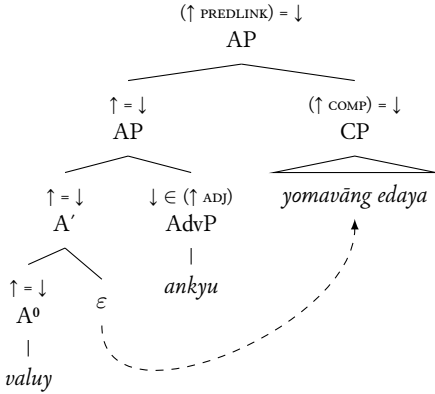 (↑ PREDLINK) = ↓
AP
↑ = ↓ (↑ COMP) = ↓
AP CP
↑ = ↓ ↓ ∈ (↑ ADJ) yomavāng edaya
A′ AdvP
↑ = ↓ ε ankyu
A⁰
valuy